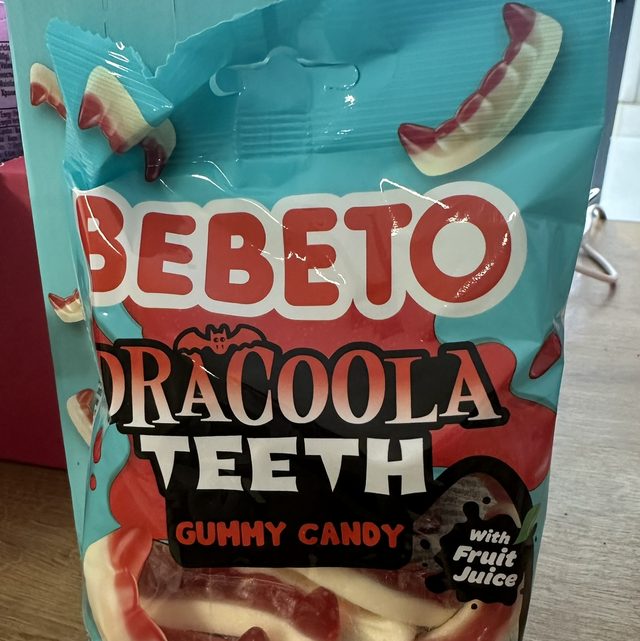 BEBETO
DRACOOLA
TEETH
GUMMY CANDY
With
Fruit
Juice